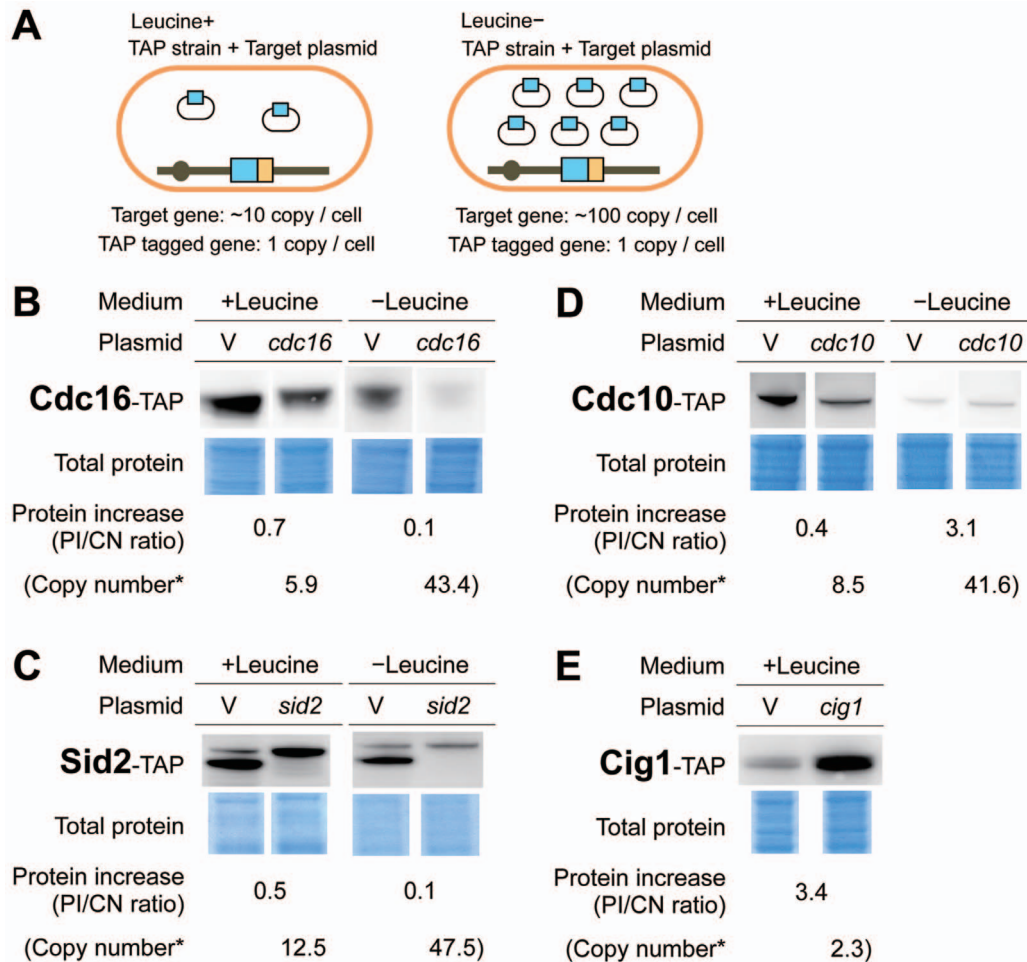 A
Leucine+
TAP strain + Target plasmid
Target gene: ~10 copy / cell
TAP tagged gene: 1 copy / cell
Leucine−
TAP strain + Target plasmid
Target gene: ~100 copy / cell
TAP tagged gene: 1 copy / cell
B
Medium +Leucine −Leucine
Plasmid V cdc16 V cdc16
Cdc16-TAP
Total protein
Protein increase
(PI/CN ratio) 0.7 0.1
(Copy number* 5.9 43.4)
D
Medium +Leucine −Leucine
Plasmid V cdc10 V cdc10
Cdc10-TAP
Total protein
Protein increase
(PI/CN ratio) 0.4 3.1
(Copy number* 8.5 41.6)
C
Medium +Leucine −Leucine
Plasmid V sid2 V sid2
Sid2-TAP
Total protein
Protein increase
(PI/CN ratio) 0.5 0.1
(Copy number* 12.5 47.5)
E
Medium +Leucine
Plasmid V cig1
Cig1-TAP
Total protein
Protein increase
(PI/CN ratio) 3.4
(Copy number* 2.3)